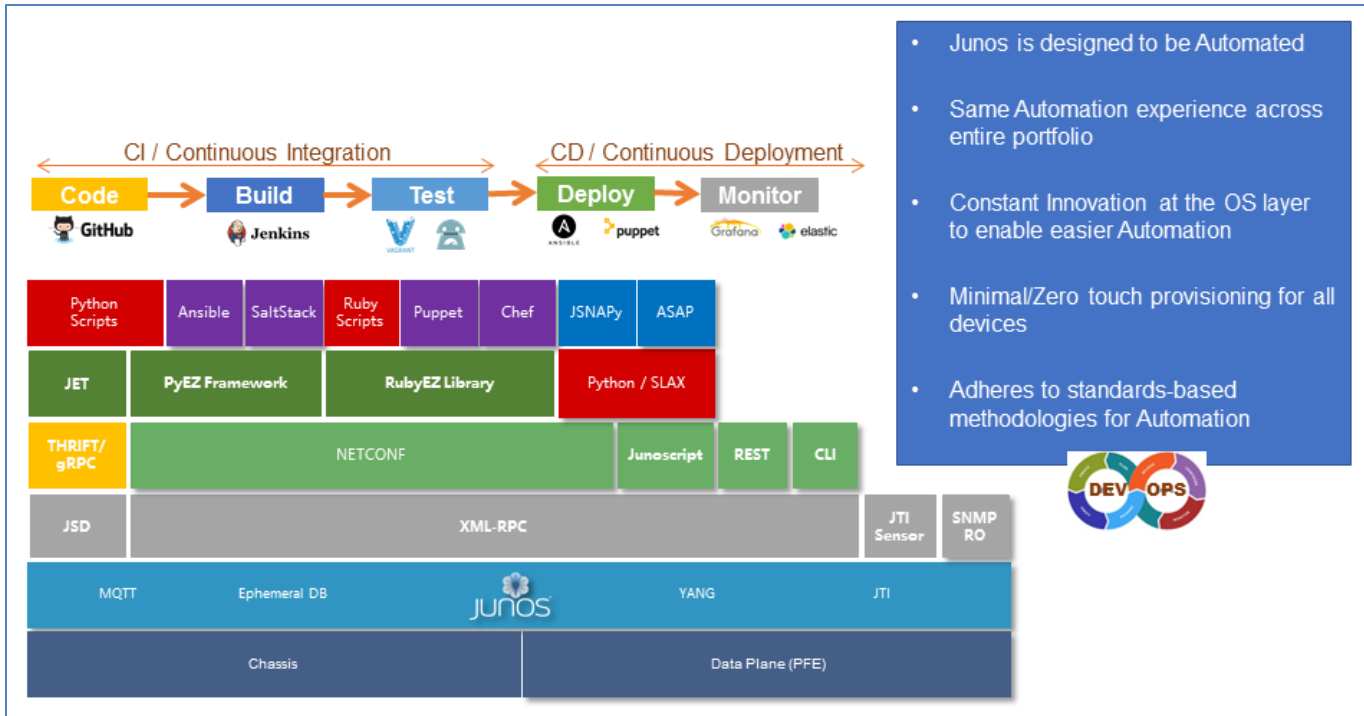 CI / Continuous Integration
CD / Continuous Deployment
Code
Build
Test
Deploy
Monitor
GitHub
Jenkins
VAGRANT
ANSIBLE
puppet
Grafana
elastic
Python
Scripts
Ansible
SaltStack
Ruby
Scripts
Puppet
Chef
JSNAPy
ASAP
JET
PyEZ Framework
RubyEZ Library
Python / SLAX
THRIFT/
gRPC
NETCONF
Junoscript
REST
CLI
JSD
XML-RPC
JTI
Sensor
SNMP
RO
MQTT
Ephemeral DB
JUNOS
YANG
JTI
Chassis
Data Plane (PFE)
• Junos is designed to be Automated
• Same Automation experience across
entire portfolio
• Constant Innovation at the OS layer
to enable easier Automation
• Minimal/Zero touch provisioning for all
devices
• Adheres to standards-based
methodologies for Automation
DEV OPS